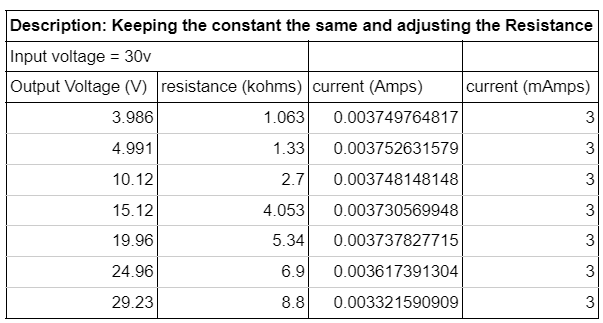 Description: Keeping the constant the same and adjusting the Resistance
Input voltage = 30v
Output Voltage (V) resistance (kohms) current (Amps) current (mAmps)
3.986 1.063 0.003749764817 3
4.991 1.33 0.003752631579 3
10.12 2.7 0.003748148148 3
15.12 4.053 0.003730569948 3
19.96 5.34 0.003737827715 3
24.96 6.9 0.003617391304 3
29.23 8.8 0.003321590909 3